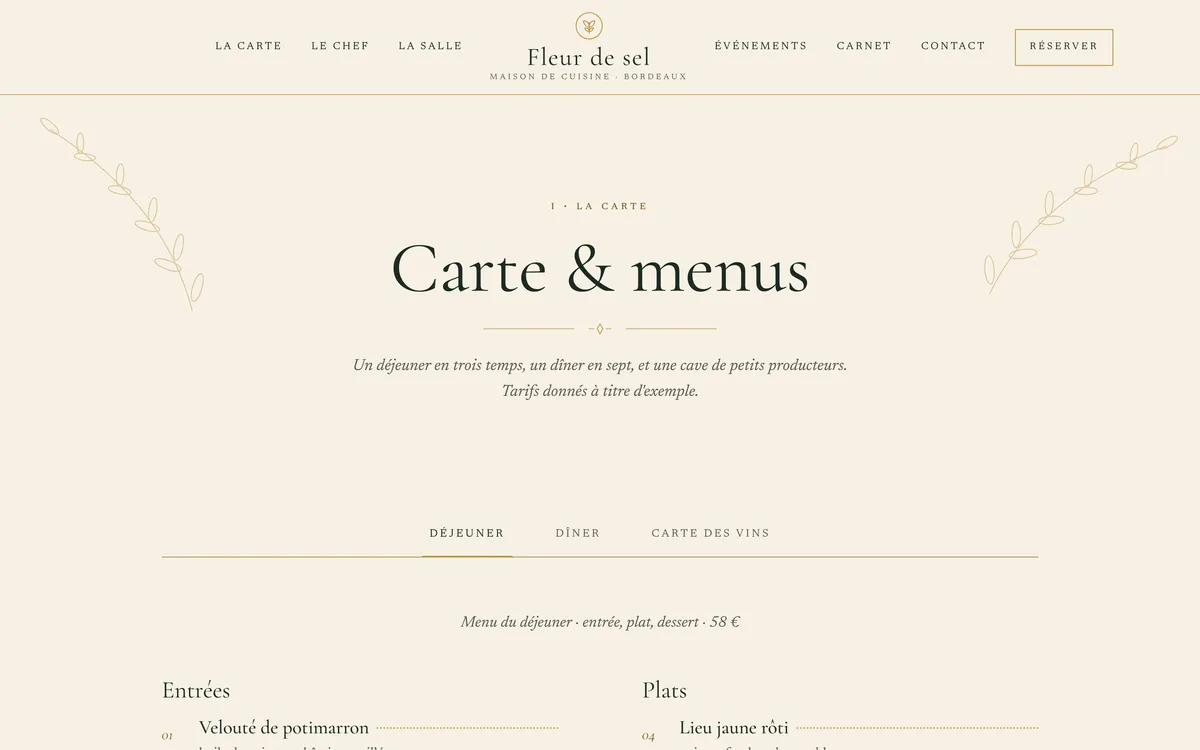 LA CARTE
LE CHEF
LA SALLE
Fleur de sel
MAISON DE CUISINE · BORDEAUX
ÉVÉNEMENTS
CARNET
CONTACT
RÉSERVER
I · LA CARTE
Carte & menus
Un déjeuner en trois temps, un dîner en sept, et une cave de petits producteurs.
Tarifs donnés à titre d'exemple.
DÉJEUNER
DÎNER
CARTE DES VINS
Menu du déjeuner · entrée, plat, dessert · 58 €
Entrées
01 Velouté de potimarron
Plats
04 Lieu jaune rôti